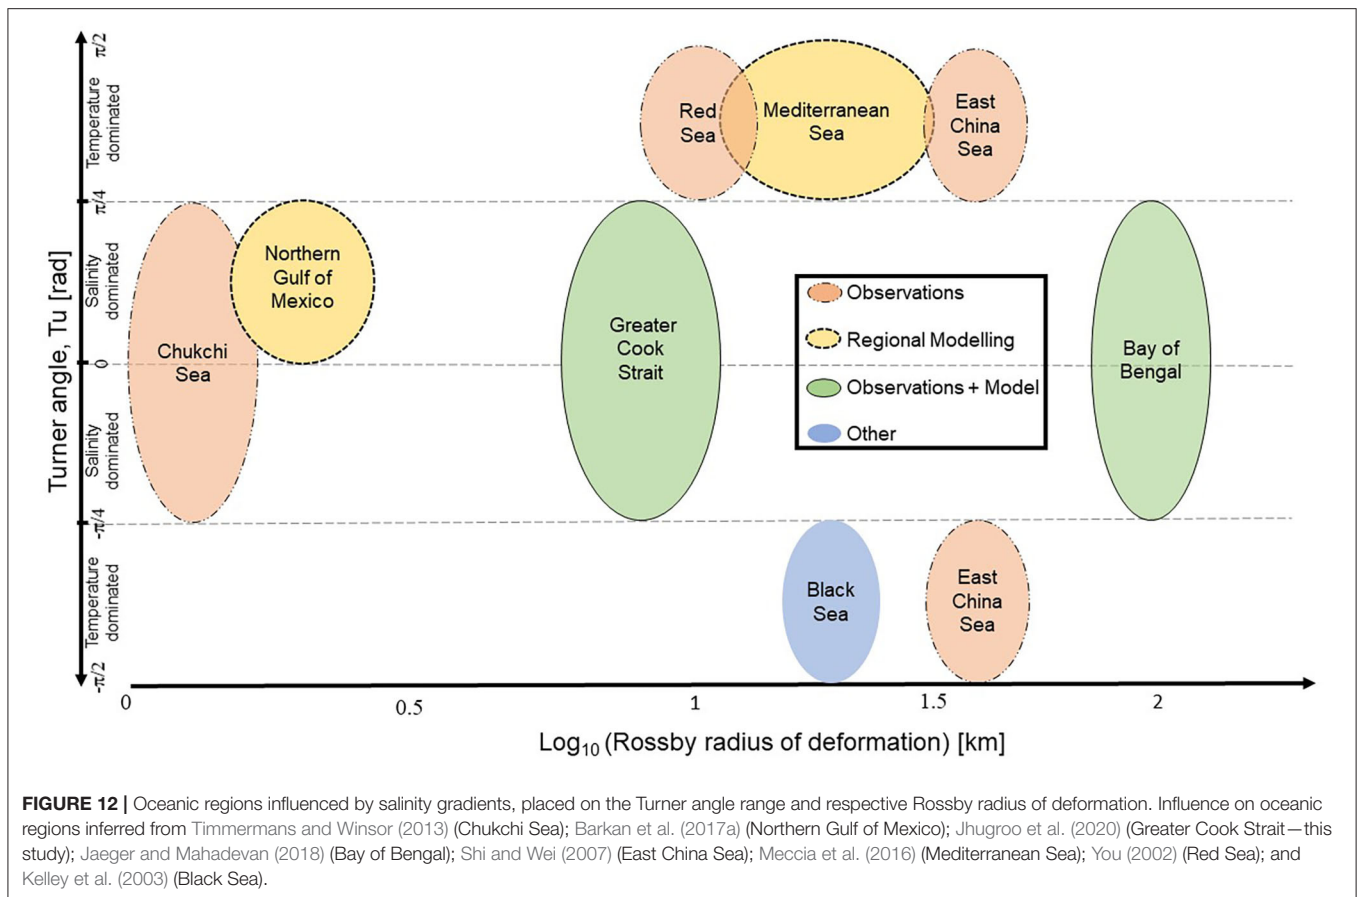 π/2
Temperature
dominated
π/4
Salinity
dominated
0
Salinity
dominated
-π/4
Temperature
dominated
-π/2
Turner angle, Tu [rad]
Red
Sea
Mediterranean
Sea
East
China
Sea
Chukchi
Sea
Northern
Gulf of
Mexico
Greater
Cook
Strait
Observations
Regional Modelling
Observations + Model
Other
Bay of
Bengal
Black
Sea
East
China
Sea
0
0.5
1
1.5
2
Log10 (Rossby radius of deformation) [km]
FIGURE 12 | Oceanic regions influenced by salinity gradients, placed on the Turner angle range and respective Rossby radius of deformation. Influence on oceanic
regions inferred from Timmermans and Winsor (2013) (Chukchi Sea); Barkan et al. (2017a) (Northern Gulf of Mexico); Jhugroo et al. (2020) (Greater Cook Strait—this
study); Jaeger and Mahadevan (2018) (Bay of Bengal); Shi and Wei (2007) (East China Sea); Meccia et al. (2016) (Mediterranean Sea); You (2002) (Red Sea); and
Kelley et al. (2003) (Black Sea).